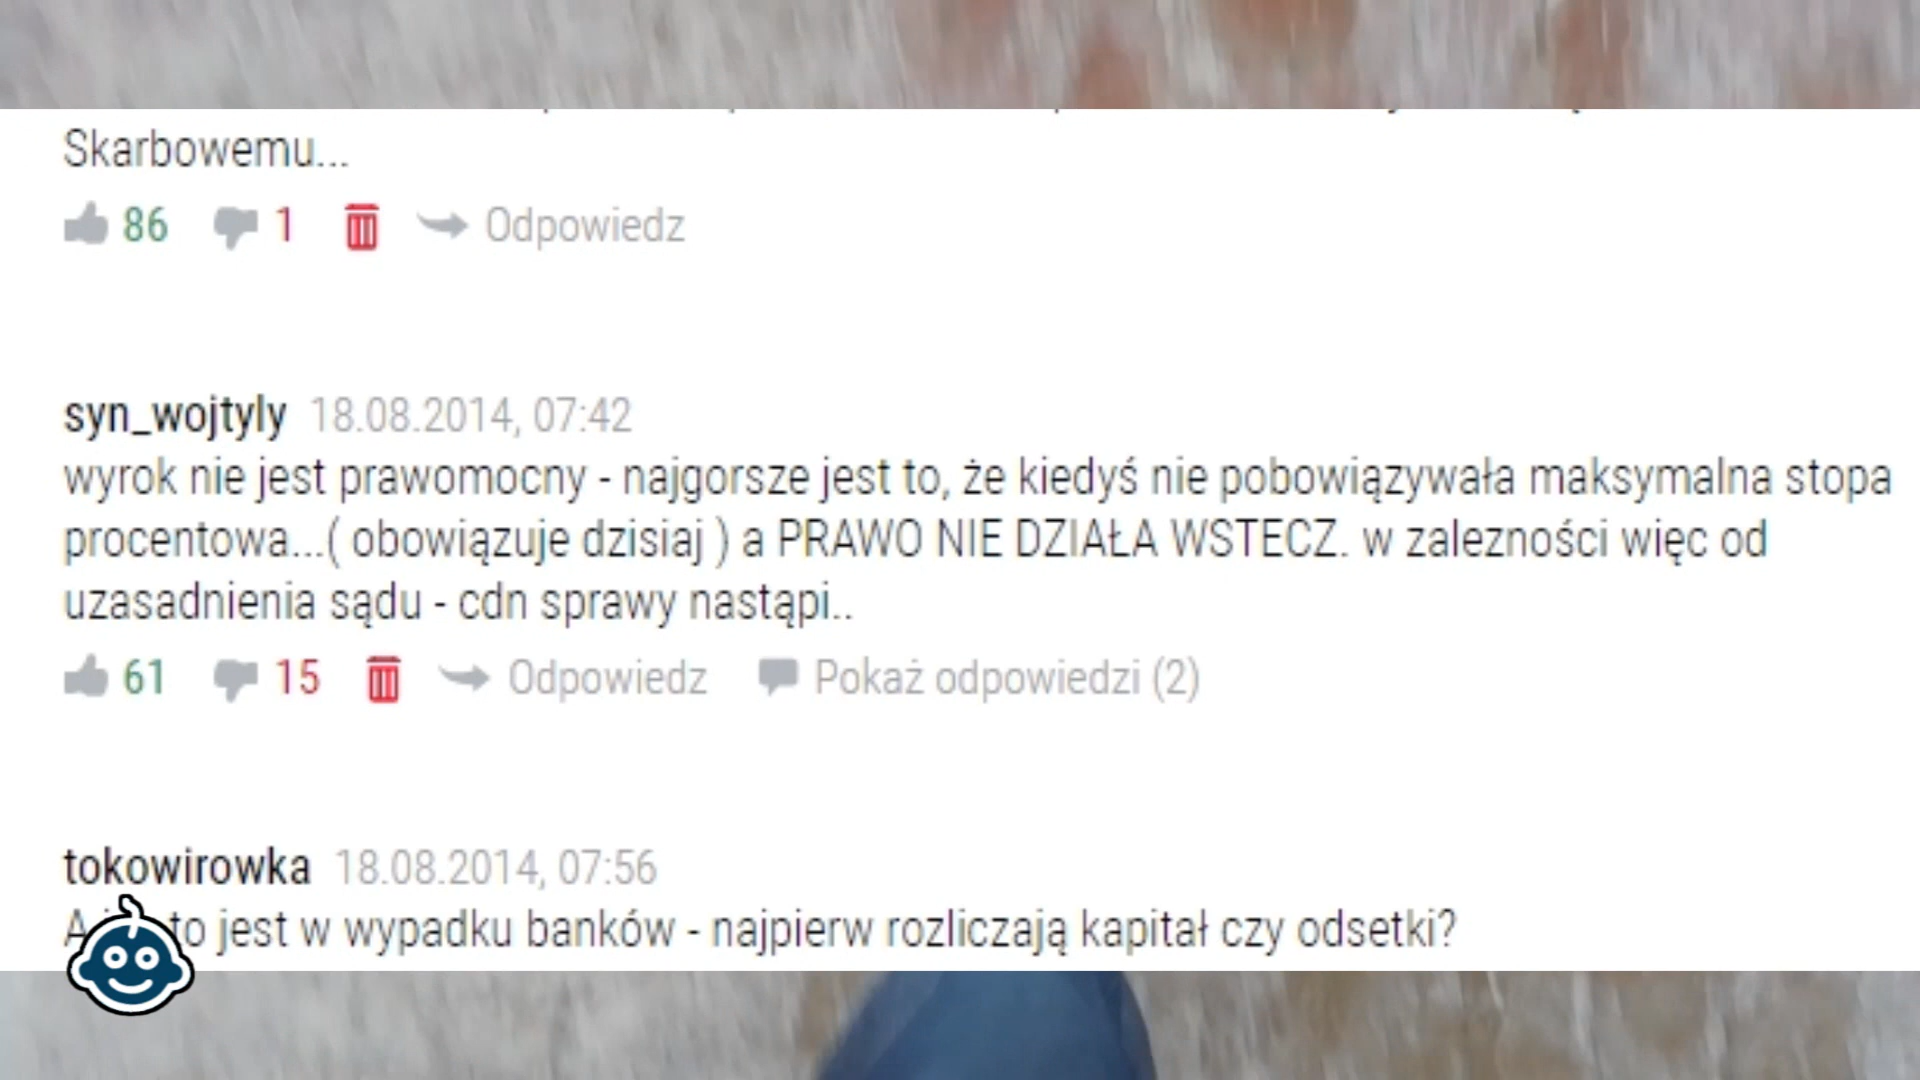 Skarbowemu...
86 1 Odpowiedz
syn_wojtyly 18.08.2014, 07:42
wyrok nie jest prawomocny - najgorsze jest to, że kiedyś nie pobowiązywała maksymalna stopa
procentowa...( obowiązuje dzisiaj ) a PRAWO NIE DZIAŁA WSTECZ. w zalezności więc od
uzasadnienia sądu - cdn sprawy nastąpi..
61 15 Odpowiedz Pokaż odpowiedzi (2)
tokowirowka 18.08.2014, 07:56
A to jest w wypadku banków - najpierw rozliczają kapitał czy odsetki?